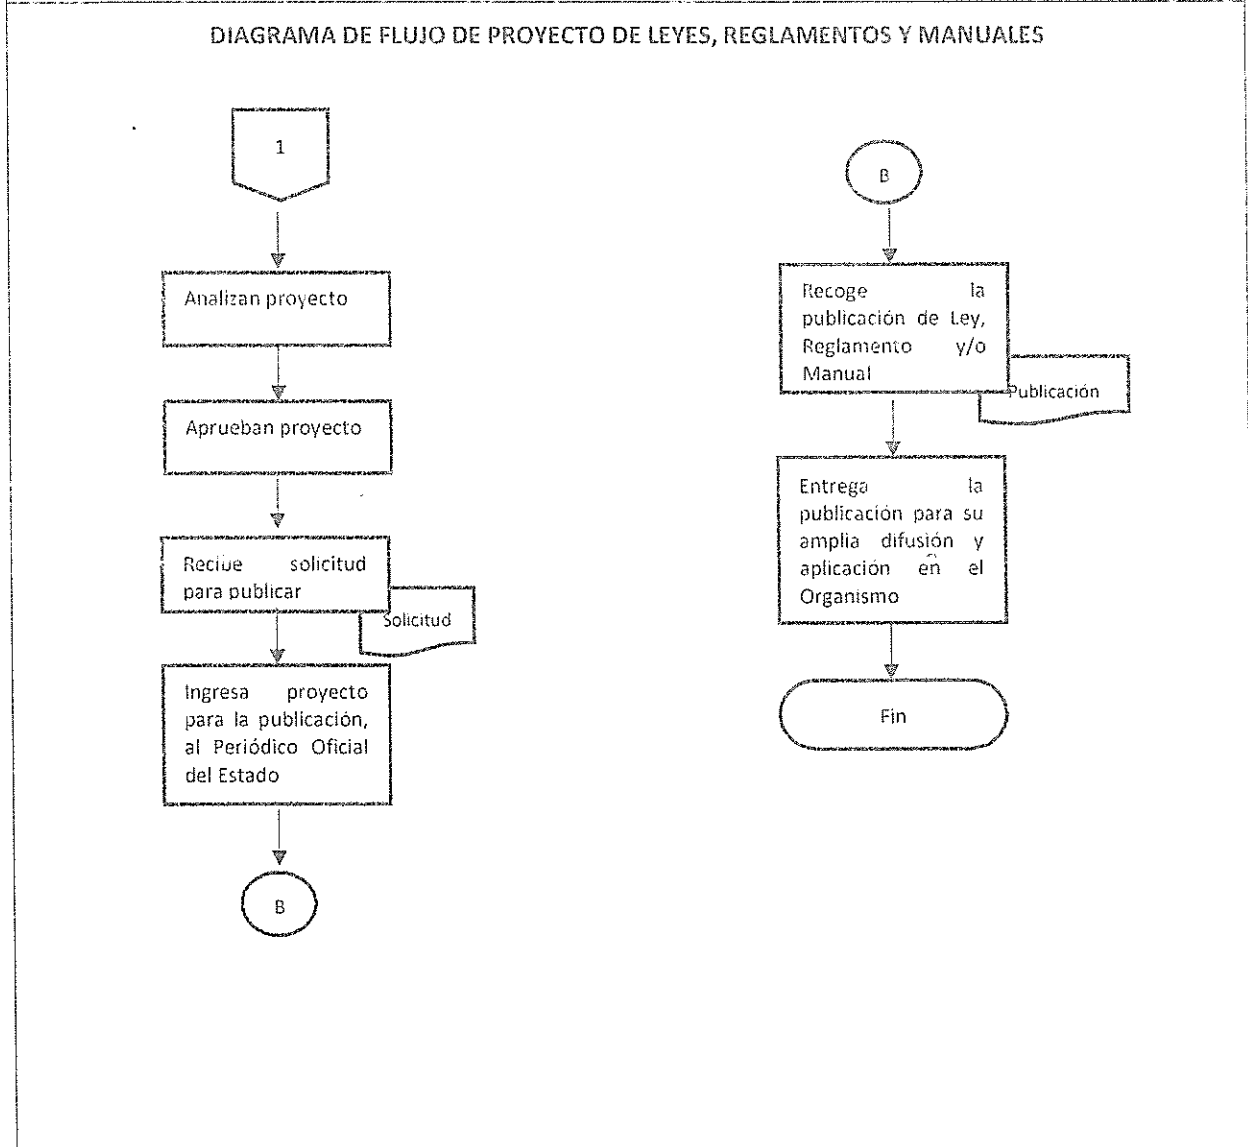 DIAGRAMA DE FLUJO DE PROYECTO DE LEYES, REGLAMENTOS Y MANUALES
1
Analizan proyecto
Aprueban proyecto
Recibe solicitud
para publicar
Solicitud
Ingresa proyecto
para la publicación,
al Periódico Oficial
del Estado
B
B
Recoge la
publicación de Ley,
Reglamento y/o
Manual
Publicación
Entrega la
publicación para su
amplia difusión y
aplicación en el
Organismo
Fin